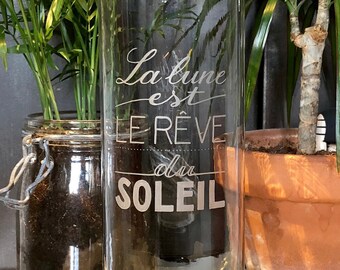 La lune
est
LE RÊVE
du
SOLEIL